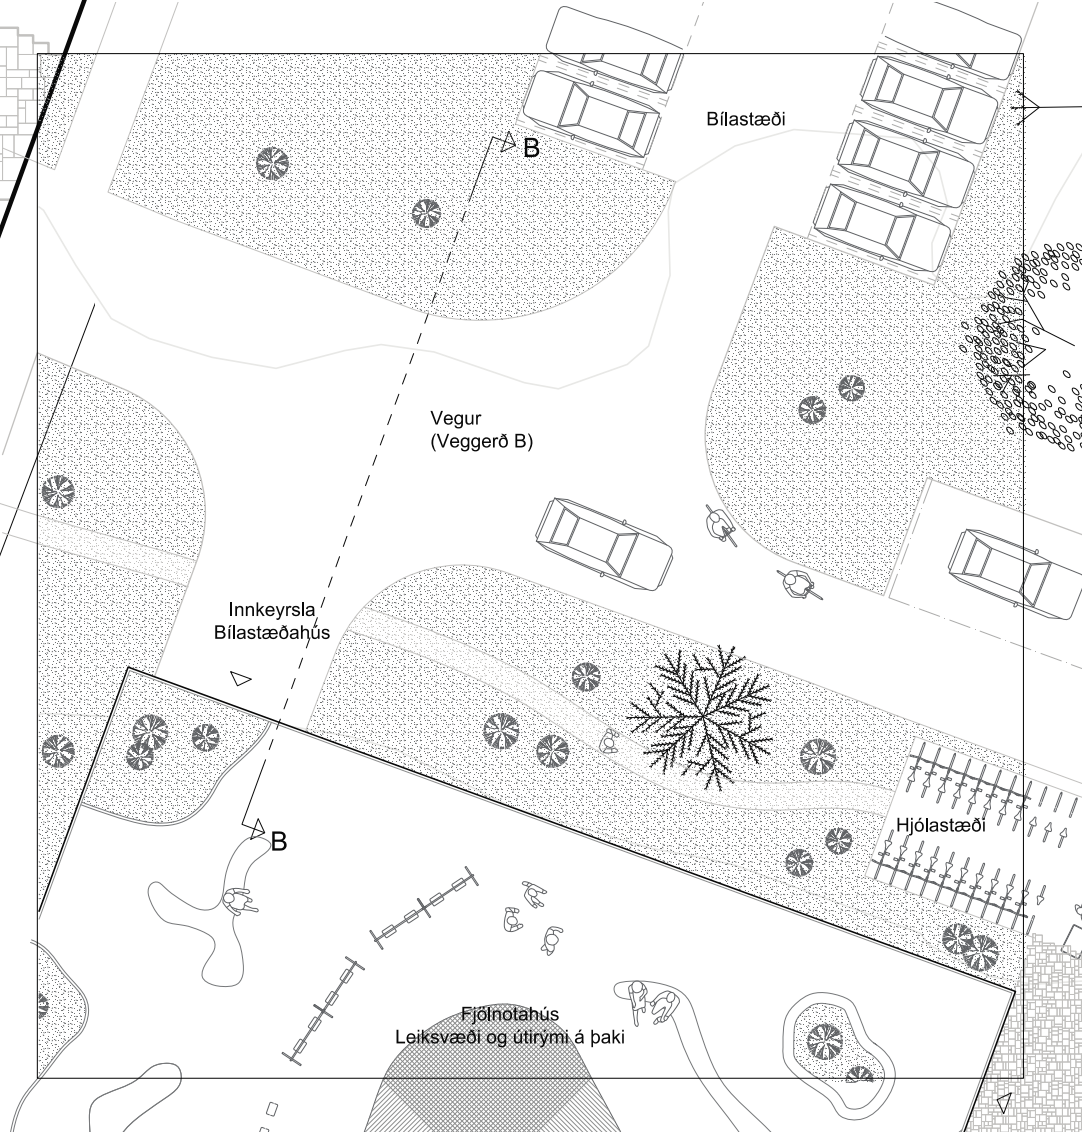 Bílastæði
B
Vegur
(Veggerð B)
Innkeyrsla
Bílastæðahús
B
Hjólastæði
Fjölnotahús
Leiksvæði og útirými á þaki